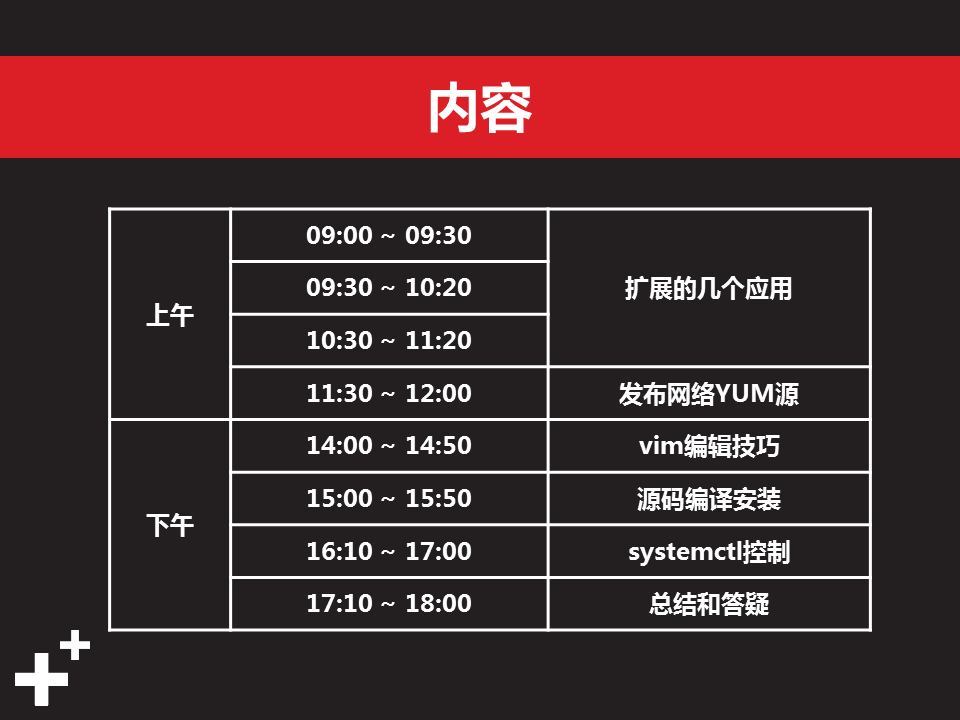 内容
上午
09:00 ~ 09:30
扩展的几个应用
09:30 ~ 10:20
10:30 ~ 11:20
11:30 ~ 12:00
发布网络YUM源
下午
14:00 ~ 14:50
vim编辑技巧
15:00 ~ 15:50
源码编译安装
16:10 ~ 17:00
systemctl控制
17:10 ~ 18:00
总结和答疑